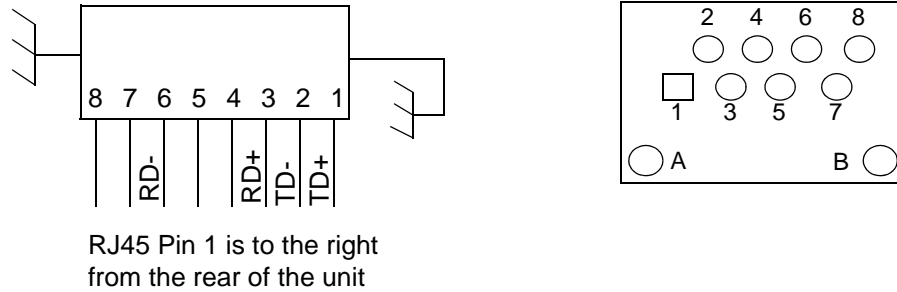 8 7 6 5 4 3 2 1
RD-
RD+
TD-
TD+
RJ45 Pin 1 is to the right
from the rear of the unit
2 4 6 8
1 3 5 7
A B